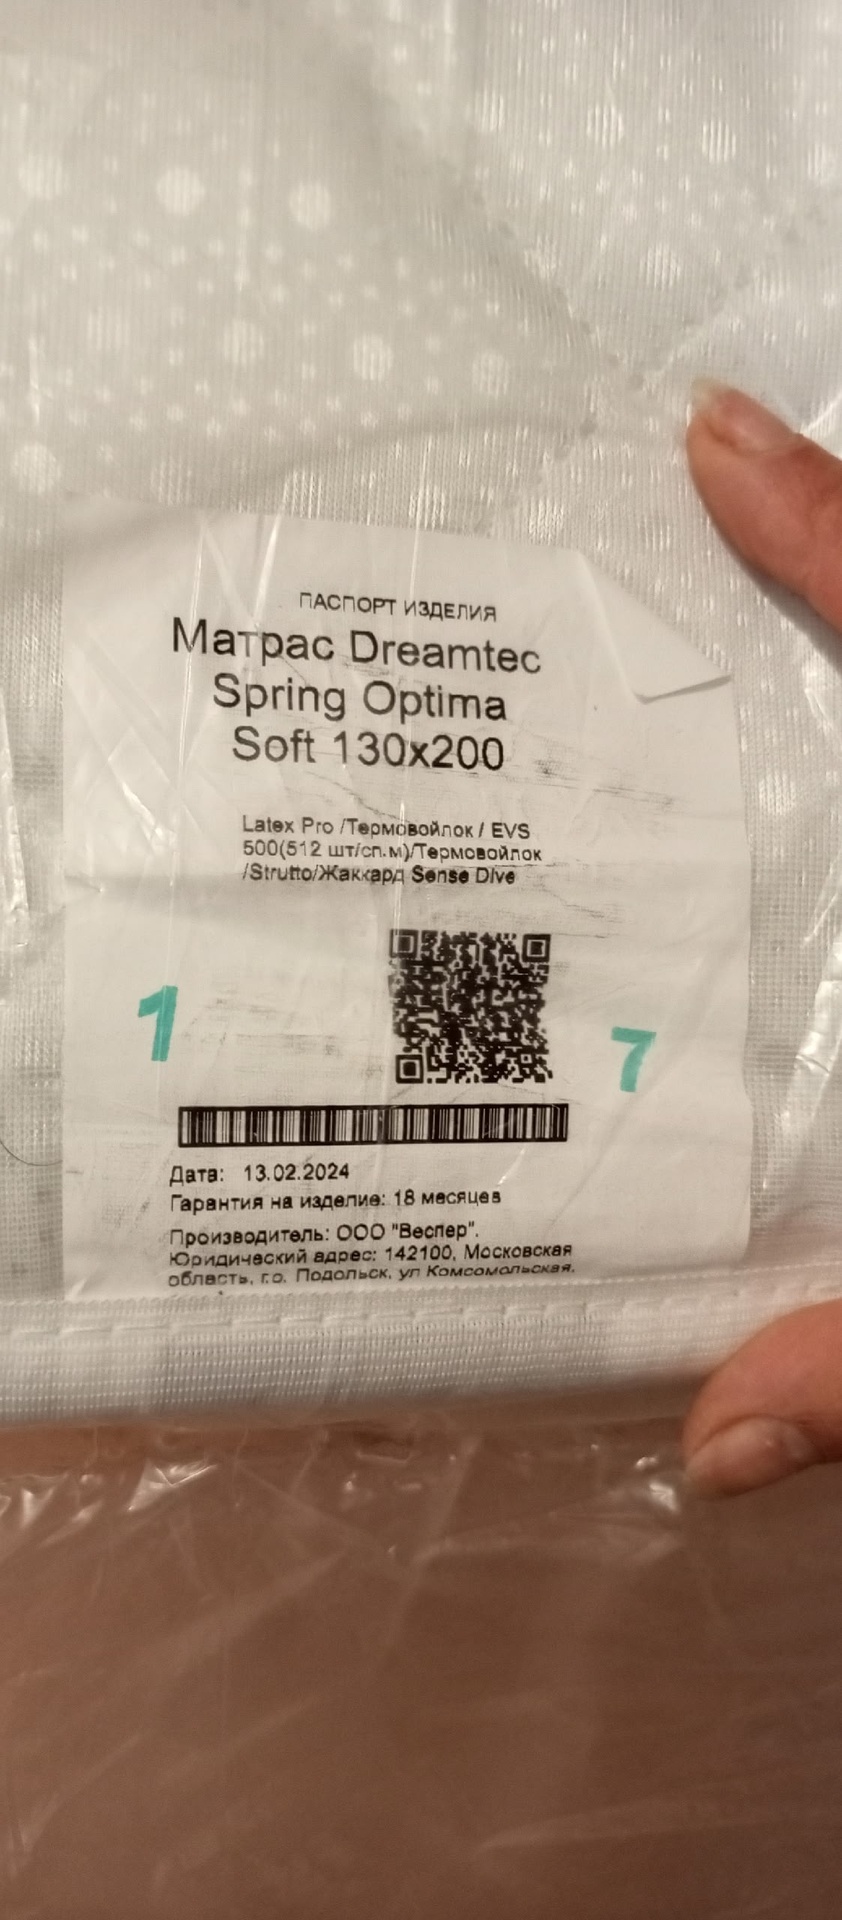 ПАСПОРТ ИЗДЕЛИЯ
Матрас Dreamtec
Spring Optima
Soft 130x200
Latex Pro /Термовойлок / EVS
500(512 шт/сп.м)/Термовойлок
/Strutto/Жаккард Sense Dive
1
7
Дата: 13.02.2024
Гарантия на изделие: 18 месяцев
Производитель: ООО "Веспер".
Юридический адрес: 142100, Московская
область, г.о. Подольск, ул Комсомольская,